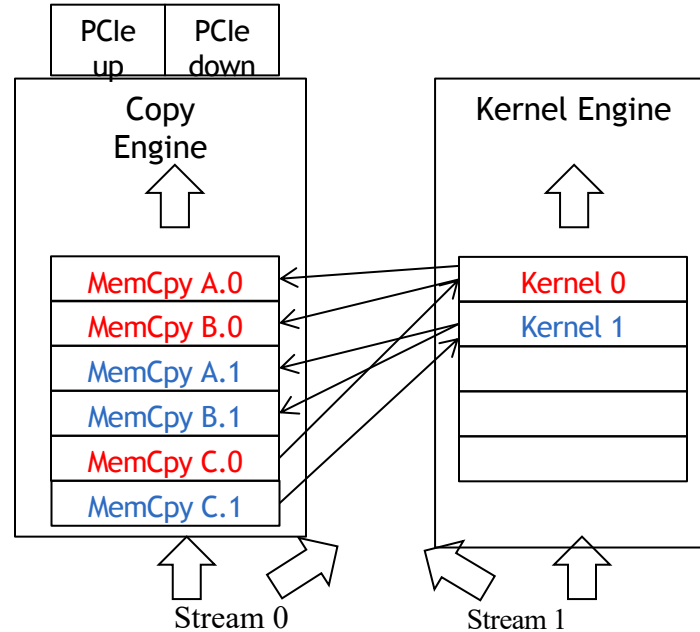 PCIe
up
PCIe
down
Copy
Engine
Kernel Engine
MemCpy A.0
MemCpy B.0
MemCpy A.1
MemCpy B.1
MemCpy C.0
MemCpy C.1
Kernel 0
Kernel 1
Stream 0
Stream 1